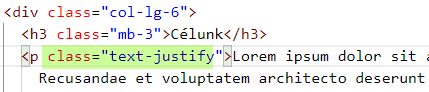 <div class="col-lg-6">
<h3 class="mb-3">Célunk</h3>
<p class="text-justify">Lorem ipsum dolor sit a
Recusandae et voluptatem architecto deserunt